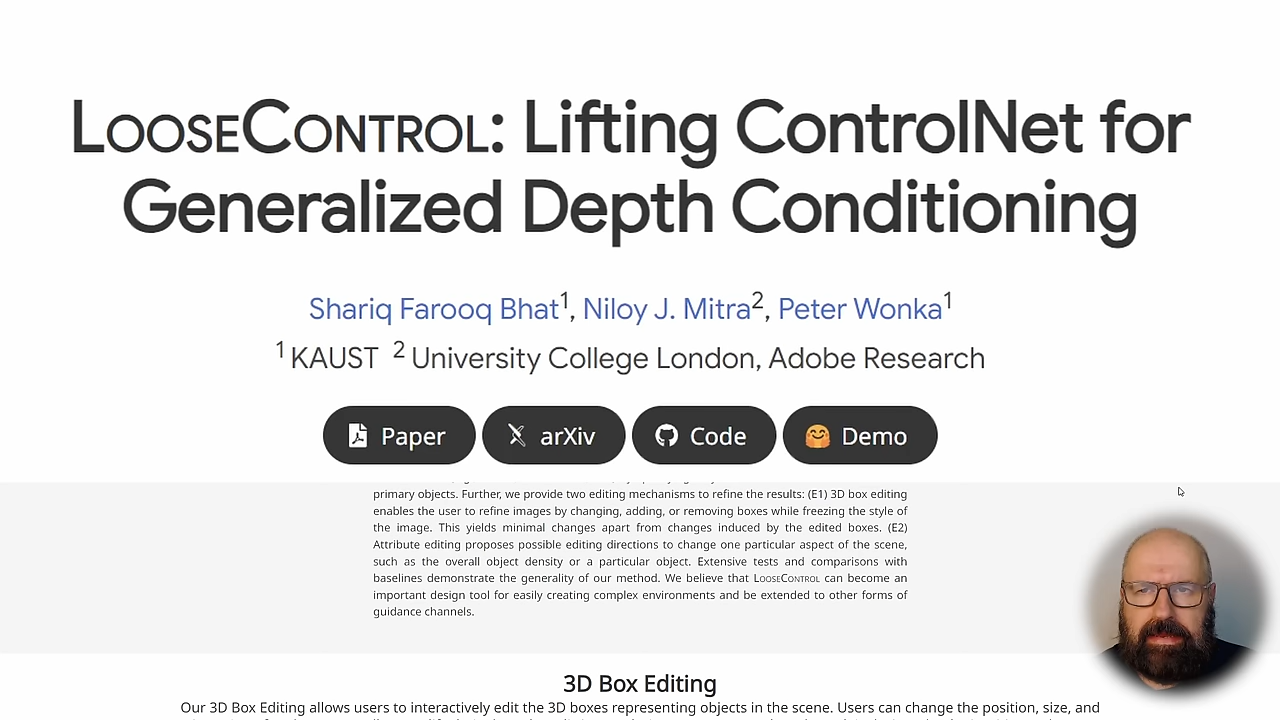 LOOSECONTROL: Lifting ControlNet for
Generalized Depth Conditioning
Shariq Farooq Bhat1, Niloy J. Mitra2, Peter Wonka1
1 KAUST 2 University College London, Adobe Research
Paper arXiv Code Demo
primary objects. Further, we provide two editing mechanisms to refine the results: (E1) 3D box editing
enables the user to refine images by changing, adding, or removing boxes while freezing the style of
the image. This yields minimal changes apart from changes induced by the edited boxes. (E2)
Attribute editing proposes possible editing directions to change one particular aspect of the scene,
such as the overall object density or a particular object. Extensive tests and comparisons with
baselines demonstrate the generality of our method. We believe that LOOSECONTROL can become an
important design tool for easily creating complex environments and be extended to other forms of
guidance channels.
3D Box Editing
Our 3D Box Editing allows users to interactively edit the 3D boxes representing objects in the scene. Users can change the position, size, and